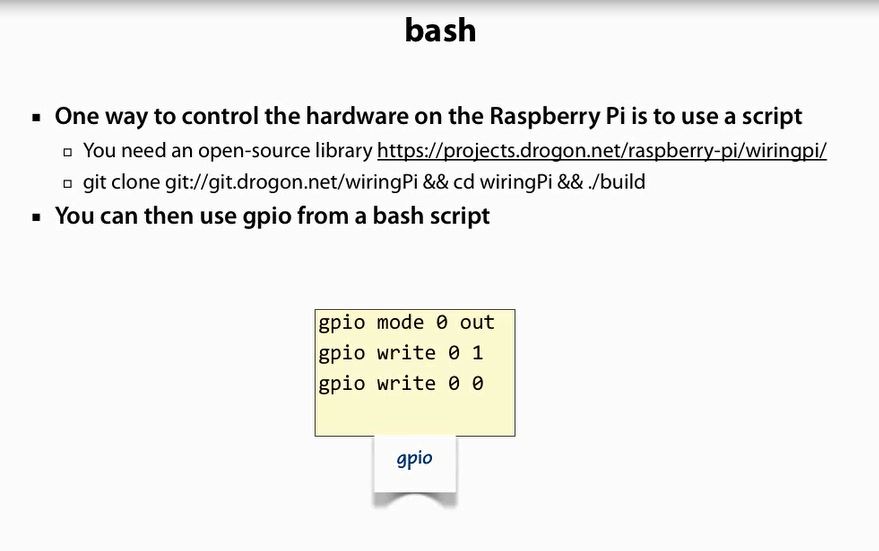 bash
One way to control the hardware on the Raspberry Pi is to use a script
You need an open-source library https://projects.drogon.net/raspberry-pi/wiringpi/
git clone git://git.drogon.net/wiringPi && cd wiringPi && ./build
You can then use gpio from a bash script
gpio mode 0 out
gpio write 0 1
gpio write 0 0
gpio